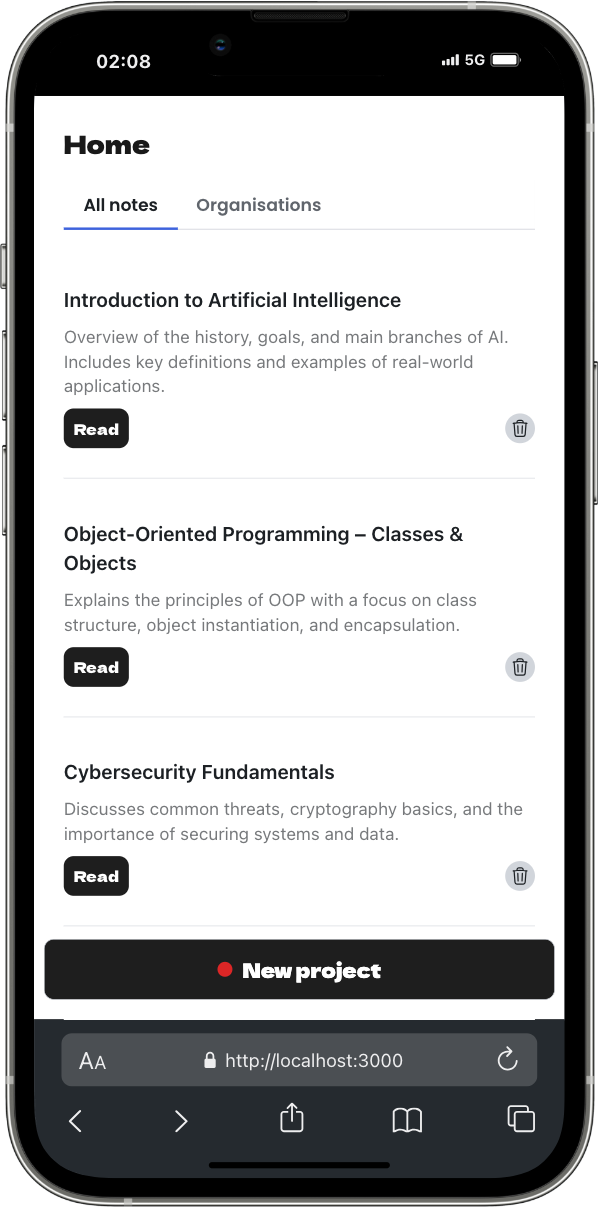 02:08
5G
Home
All notes
Organisations
Introduction to Artificial Intelligence
Overview of the history, goals, and main branches of AI.
Includes key definitions and examples of real-world
applications.
Read
Object-Oriented Programming – Classes &
Objects
Explains the principles of OOP with a focus on class
structure, object instantiation, and encapsulation.
Read
Cybersecurity Fundamentals
Discusses common threats, cryptography basics, and the
importance of securing systems and data.
Read
New project
AA
http://localhost:3000